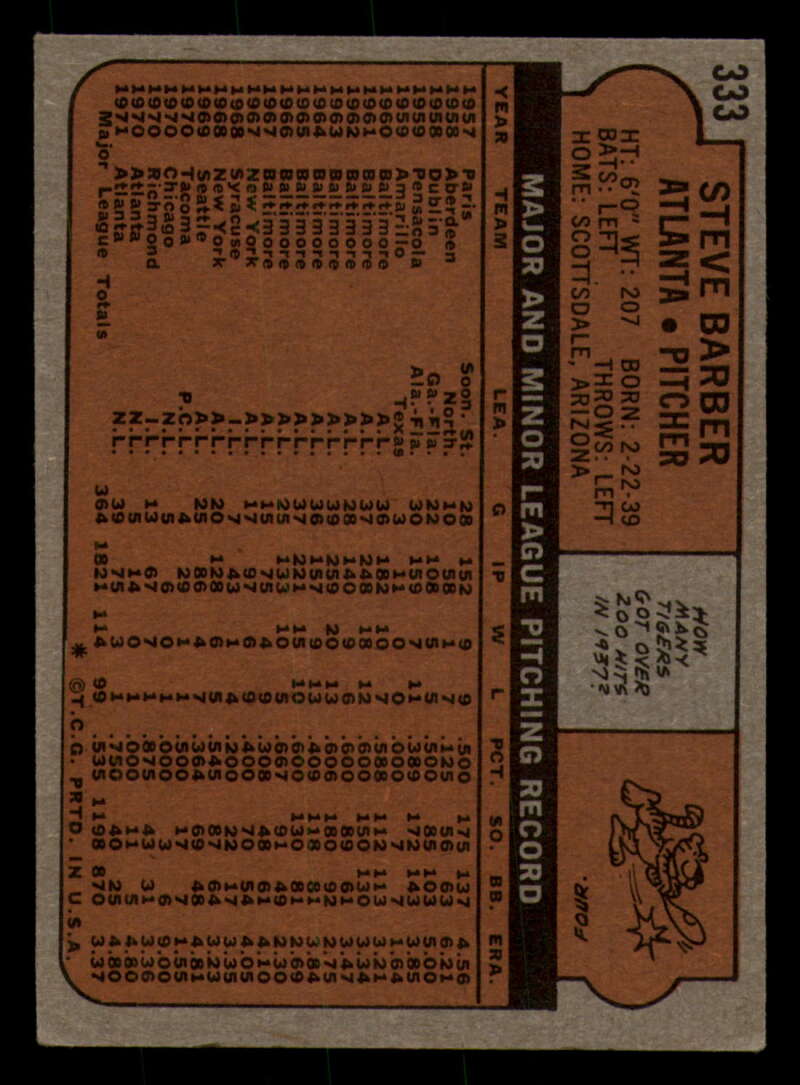 333
STEVE BARBER
ATLANTA • PITCHER
HT: 6'0" WT: 207 BORN: 2-22-39
BATS: LEFT THROWS: LEFT
HOME: SCOTTSDALE, ARIZONA
HOW
MANY
TIGERS
GOT OVER
200 HITS
IN 1937?
FOUR.
MAJOR AND MINOR LEAGUE PITCHING RECORD
YEAR TEAM LEA. G IP W L PCT. SO. BB. ERA.
1957 Paris Soon. St. 28 152 9 9 .500 175 137 4.56
1958 Aberdeen North. 10 58 1 7 .125 56 63 6.21
1958 Dublin Ga.-Fla. 22 108 5 5 .500 85 103 5.00
1959 Pensacola Ala.-Fla. 30 159 7 11 .389 172 143 3.85
1959 Amarillo Texas 3 11 0 0 .000 7 7 1.64
1960 Baltimore A.L. 36 182 10 7 .588 112 113 3.21
1961 Baltimore A.L. 37 248 18 12 .600 150 130 3.34
1962 Baltimore A.L. 28 140 9 6 .600 89 61 3.47
1963 Baltimore A.L. 39 259 20 13 .606 180 92 2.75
1964 Baltimore A.L. 36 157 9 13 .409 118 81 3.84
1965 Baltimore A.L. 37 221 15 10 .600 130 81 2.69
1966 Baltimore A.L. 25 133 10 5 .667 91 49 2.30
1967 Baltimore A.L. 15 75 4 9 .308 48 61 4.10
1967 New York A.L. 17 98 6 9 .400 70 54 4.05
1968 Syracuse I.L. 7 43 1 4 .200 22 17 3.35
1968 New York A.L. 20 128 6 5 .545 87 64 3.23
1969 Seattle A.L. 25 86 4 7 .364 69 48 4.81
1970 Tacoma P.C.L. 4 29 1 1 .500 17 7 1.55
1970 Chicago N.L. 5 6 0 1 .000 3 6 9.00
1970 Richmond I.L. 13 67 7 1 .875 43 31 3.36
1970 Atlanta N.L. 5 14 0 1 .000 11 5 4.80
1971 Atlanta N.L. 39 75 3 1 .750 40 25 4.80
Major League Totals 364 1821 114 99 .535 1198 870 3.37
* ©T.C.G. PRTD. IN U.S.A.